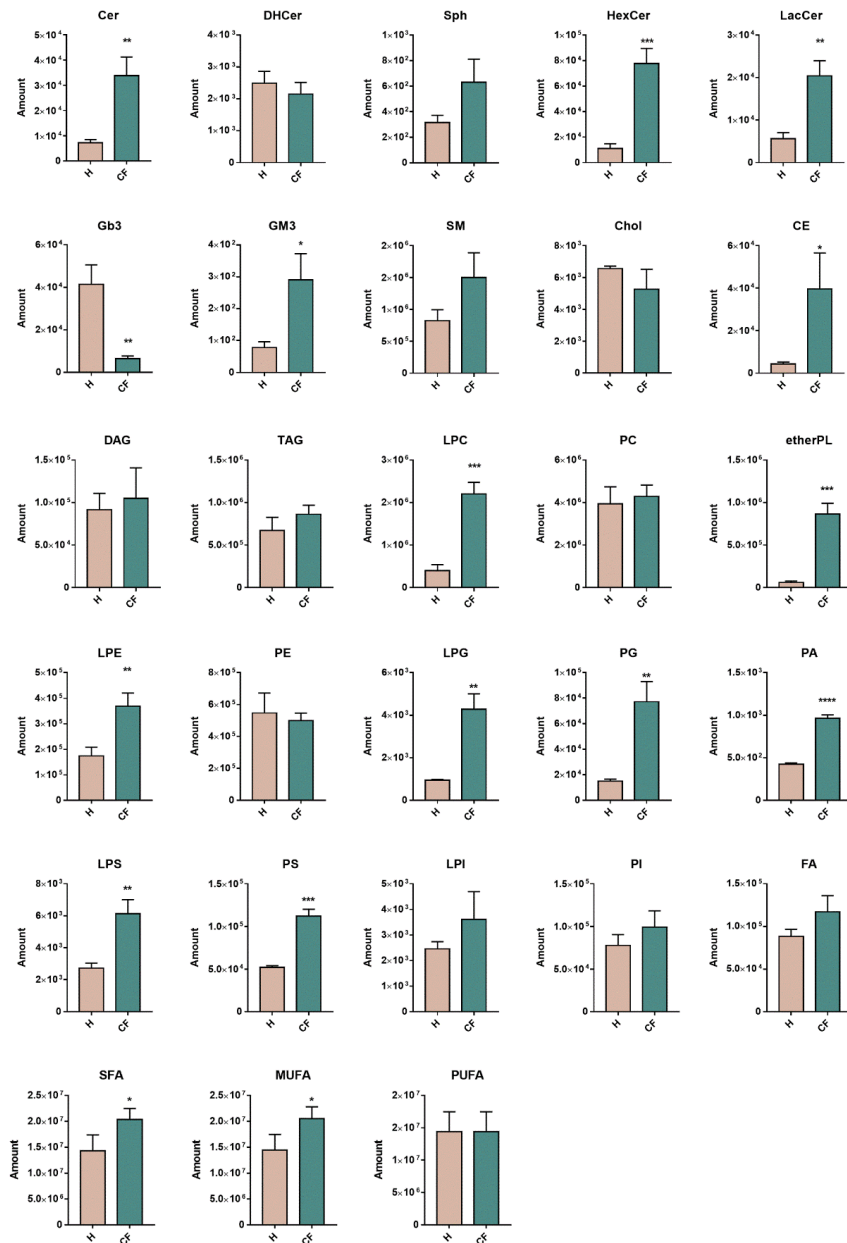 Cer
5×10⁴
4×10⁴
3×10⁴
2×10⁴
1×10⁴
0
Amount
**
H CF
DHCer
4×10³
3×10³
2×10³
1×10³
0
Amount
H CF
Sph
1×10³
8×10²
6×10²
4×10²
2×10²
0
Amount
H CF
HexCer
1×10⁵
8×10⁴
6×10⁴
4×10⁴
2×10⁴
0
Amount
***
H CF
LacCer
2×10⁴
1×10⁴
0
Amount
**
H CF
Gb3
6×10⁴
4×10⁴
2×10⁴
0
Amount
**
H CF
GM3
4×10²
3×10²
2×10²
1×10²
0
Amount
*
H CF
SM
2×10⁶
1×10⁶
5×10⁵
0
Amount
H CF
Chol
Amount
0
H CF
CE
6×10⁴
4×10⁴
2×10⁴
0
Amount
*
H CF
DAG
1.5×10⁵
1.0×10⁵
5.0×10⁴
0
Amount
H CF
TAG
1.5×10⁶
1.0×10⁶
5.0×10⁵
0
Amount
H CF
LPC
3×10⁶
2×10⁶
1×10⁶
0
Amount
***
H CF
PC
6×10⁶
4×10⁶
2×10⁶
0
Amount
H CF
etherPL
1.5×10⁶
1.0×10⁶
5.0×10⁵
0
Amount
***
H CF
LPE
5×10⁵
4×10⁵
3×10⁵
2×10⁵
1×10⁵
0
Amount
**
H CF
PE
8×10⁵
6×10⁵
4×10⁵
2×10⁵
0
Amount
H CF
LPG
6×10³
4×10³
2×10³
0
Amount
**
H CF
PG
1×10⁵
8×10⁴
6×10⁴
4×10⁴
2×10⁴
0
Amount
**
H CF
PA
1.5×10³
1.0×10³
5.0×10²
0
Amount
****
H CF
LPS
8×10³
6×10³
4×10³
2×10³
0
Amount
**
H CF
PS
1.5×10⁵
1.0×10⁵
5.0×10⁴
0
Amount
***
H CF
LPI
5×10³
4×10³
3×10³
2×10³
1×10³
0
Amount
H CF
PI
1.5×10⁵
1.0×10⁵
5.0×10⁴
0
Amount
H CF
FA
1.5×10⁵
1.0×10⁵
5.0×10⁴
0
Amount
H CF
SFA
2.5×10⁷
2.0×10⁷
1.5×10⁷
1.0×10⁷
5.0×10⁶
0
Amount
*
H CF
MUFA
2.5×10⁷
2.0×10⁷
1.5×10⁷
1.0×10⁷
5.0×10⁶
0
Amount
*
H CF
PUFA
2×10⁷
2×10⁷
1×10⁷
5×10⁶
0
Amount
H CF